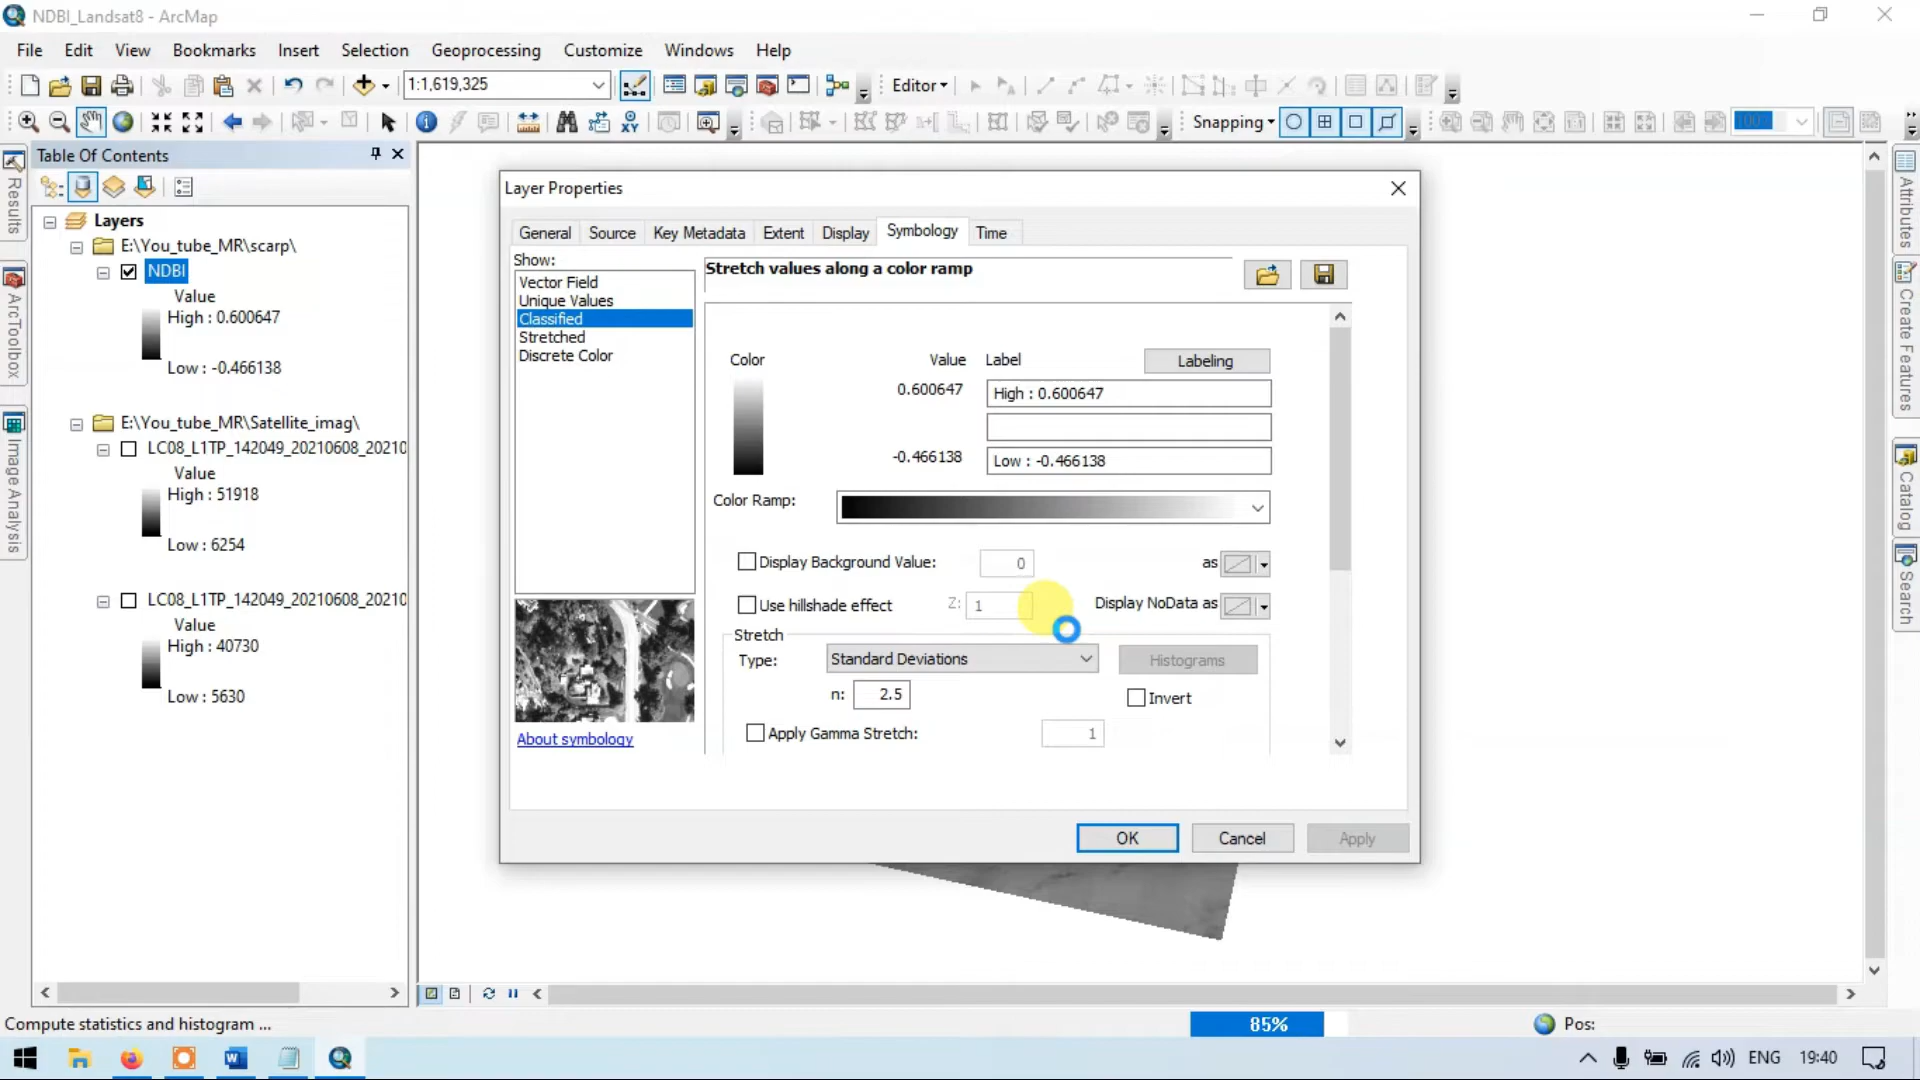 NDBI_Landsat8 - ArcMap
File Edit View Bookmarks Insert Selection Geoprocessing Customize Windows Help
1:1,619,325
Editor
Snapping
100%
Table Of Contents
Results
ArcToolbox
Image Analysis
Layers
E:\You_tube_MR\scarp\
NDBI
Value
High : 0.600647
Low : -0.466138
E:\You_tube_MR\Satellite_imag\
LC08_L1TP_142049_20210608_20210
Value
High : 51918
Low : 6254
LC08_L1TP_142049_20210608_20210
Value
High : 40730
Low : 5630
Layer Properties
General Source Key Metadata Extent Display Symbology Time
Show:
Vector Field
Unique Values
Classified
Stretched
Discrete Color
About symbology
Stretch values along a color ramp
Color Value Label Labeling
0.600647 High : 0.600647
-0.466138 Low : -0.466138
Color Ramp:
Display Background Value: 0 as
Use hillshade effect Z: 1 Display NoData as
Stretch
Type: Standard Deviations Histograms
n: 2.5 Invert
Apply Gamma Stretch: 1
OK Cancel Apply
Attributes
Create Features
Catalog
Search
Compute statistics and histogram ... 85% Pos:
ENG 19:40